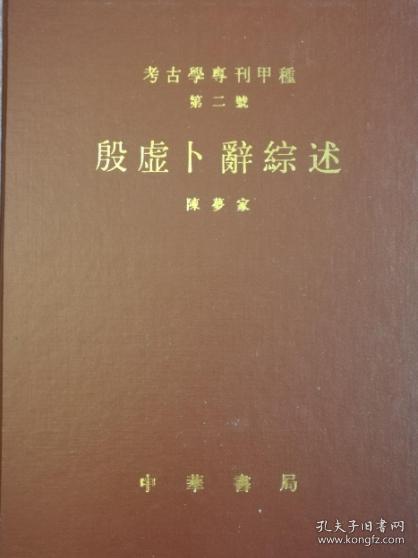 考古學專刊甲種
第二號
殷虛卜辭綜述
陳夢家
中華書局
孔夫子旧书网
www.kongfz.com